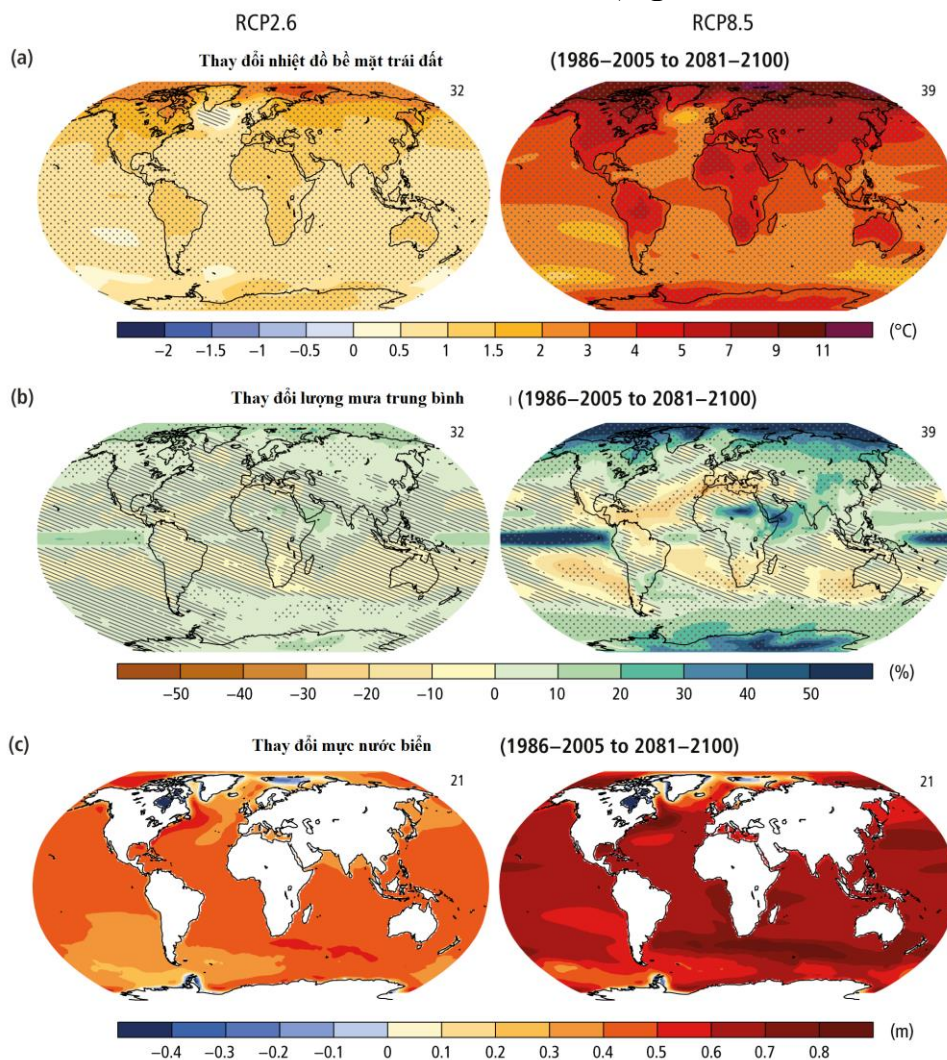 RCP2.6 RCP8.5
(a) Thay đổi nhiệt đồ bề mặt trái đất (1986–2005 to 2081–2100)
32 39
−2 −1.5 −1 −0.5 0 0.5 1 1.5 2 3 4 5 7 9 11 (°C)
(b) Thay đổi lượng mưa trung bình (1986–2005 to 2081–2100)
32 39
−50 −40 −30 −20 −10 0 10 20 30 40 50 (%)
(c) Thay đổi mực nước biển (1986–2005 to 2081–2100)
21 21
−0.4 −0.3 −0.2 −0.1 0 0.1 0.2 0.3 0.4 0.5 0.6 0.7 0.8 (m)